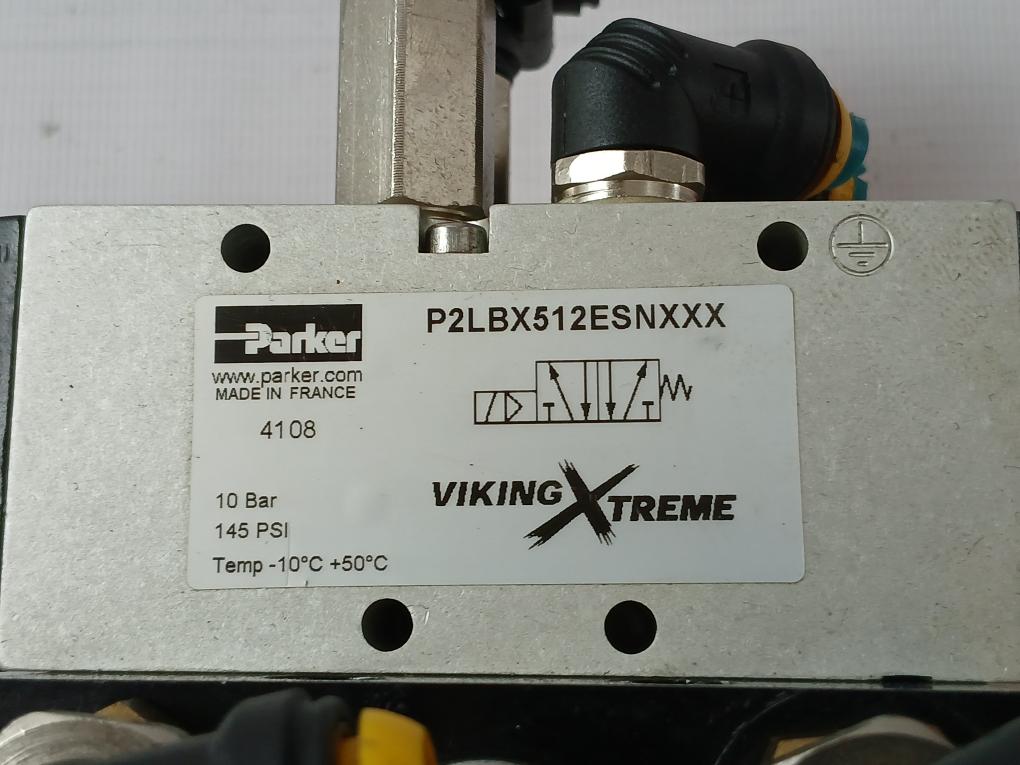 Parker
www.parker.com
MADE IN FRANCE
4108
10 Bar
145 PSI
Temp -10°C +50°C
P2LBX512ESNXXX
VIKING XTREME